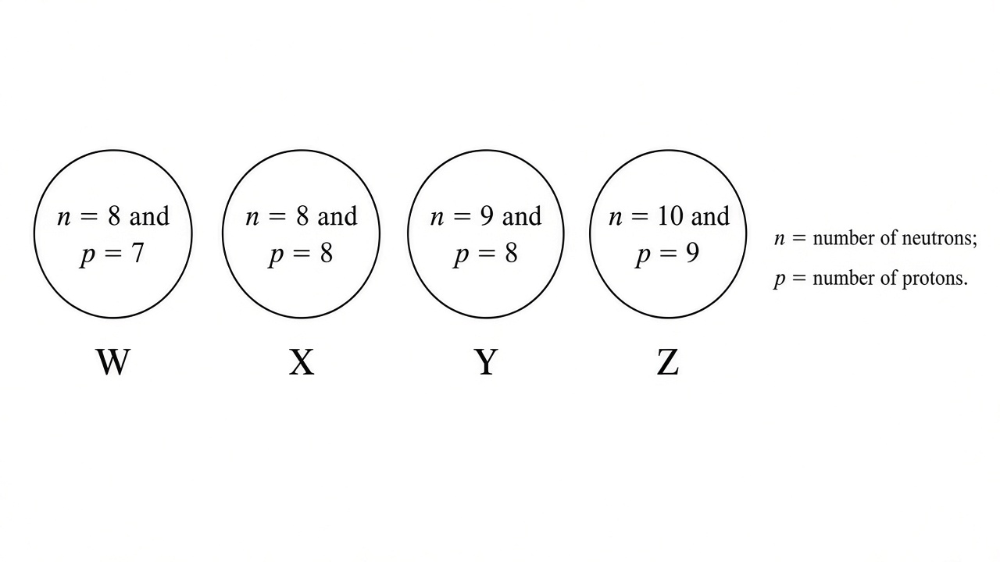 n = 8 and
p = 7
W
n = 8 and
p = 8
X
n = 9 and
p = 8
Y
n = 10 and
p = 9
Z
n = number of neutrons;
p = number of protons.